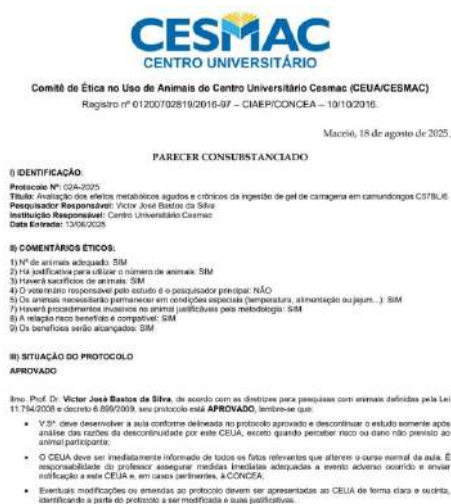 CESMAC
CENTRO UNIVERSITÁRIO
Comitê de Ética no Uso de Animais do Centro Universitário Cesmac (CEUA/CESMAC)
Registro nº 01200702819/2016-97 – CIAEP/CONCEA – 10/10/2016.
Maceió, 18 de agosto de 2025.
PARECER CONSUBSTANCIADO
I) IDENTIFICAÇÃO:
Protocolo Nº: 02A-2025
Título: Avaliação dos efeitos metabólicos agudos e crônicos da ingestão de gel de carragena em camundongos C57BL/6
Pesquisador Responsável: Victor José Bastos da Silva
Instituição Responsável: Centro Universitário Cesmac
Data Entrada: 13/06/2025
II) COMENTÁRIOS ÉTICOS:
1) Nº de animais adequado: SIM
2) Há justificativa para utilizar o número de animais: SIM
3) Haverá sacrifícios de animais: SIM
4) O veterinário responsável pelo estudo é o pesquisador principal: NÃO
5) Os animais necessitarão permanecer em condições especiais (temperatura, alimentação ou jejum...): SIM
7) Haverá procedimentos invasivos no animal justificáveis pela metodologia: SIM
8) A relação risco benefício é compatível: SIM
9) Os benefícios serão alcançados: SIM
III) SITUAÇÃO DO PROTOCOLO
APROVADO
Ilmo. Prof. Dr. Victor José Bastos da Silva, de acordo com as diretrizes para pesquisas com animais definidas pela Lei
11.794/2008 e decreto 6.899/2009, seu protocolo está APROVADO, lembre-se que:
• V.Sª. deve desenvolver a aula conforme delineada no protocolo aprovado e descontinuar o estudo somente após
análise das razões da descontinuidade por este CEUA, exceto quando perceber risco ou dano não previsto ao
animal participante;
• O CEUA deve ser imediatamente informado de todos os fatos relevantes que alterem o curso normal da aula. É
responsabilidade do professor assegurar medidas imediatas adequadas a evento adverso ocorrido e enviar
notificação a este CEUA e, em casos pertinentes, à CONCEA;
• Eventuais modificações ou emendas ao protocolo devem ser apresentadas ao CEUA de forma clara e sucinta,
identificando a parte do protocolo a ser modificada e suas justificativas.